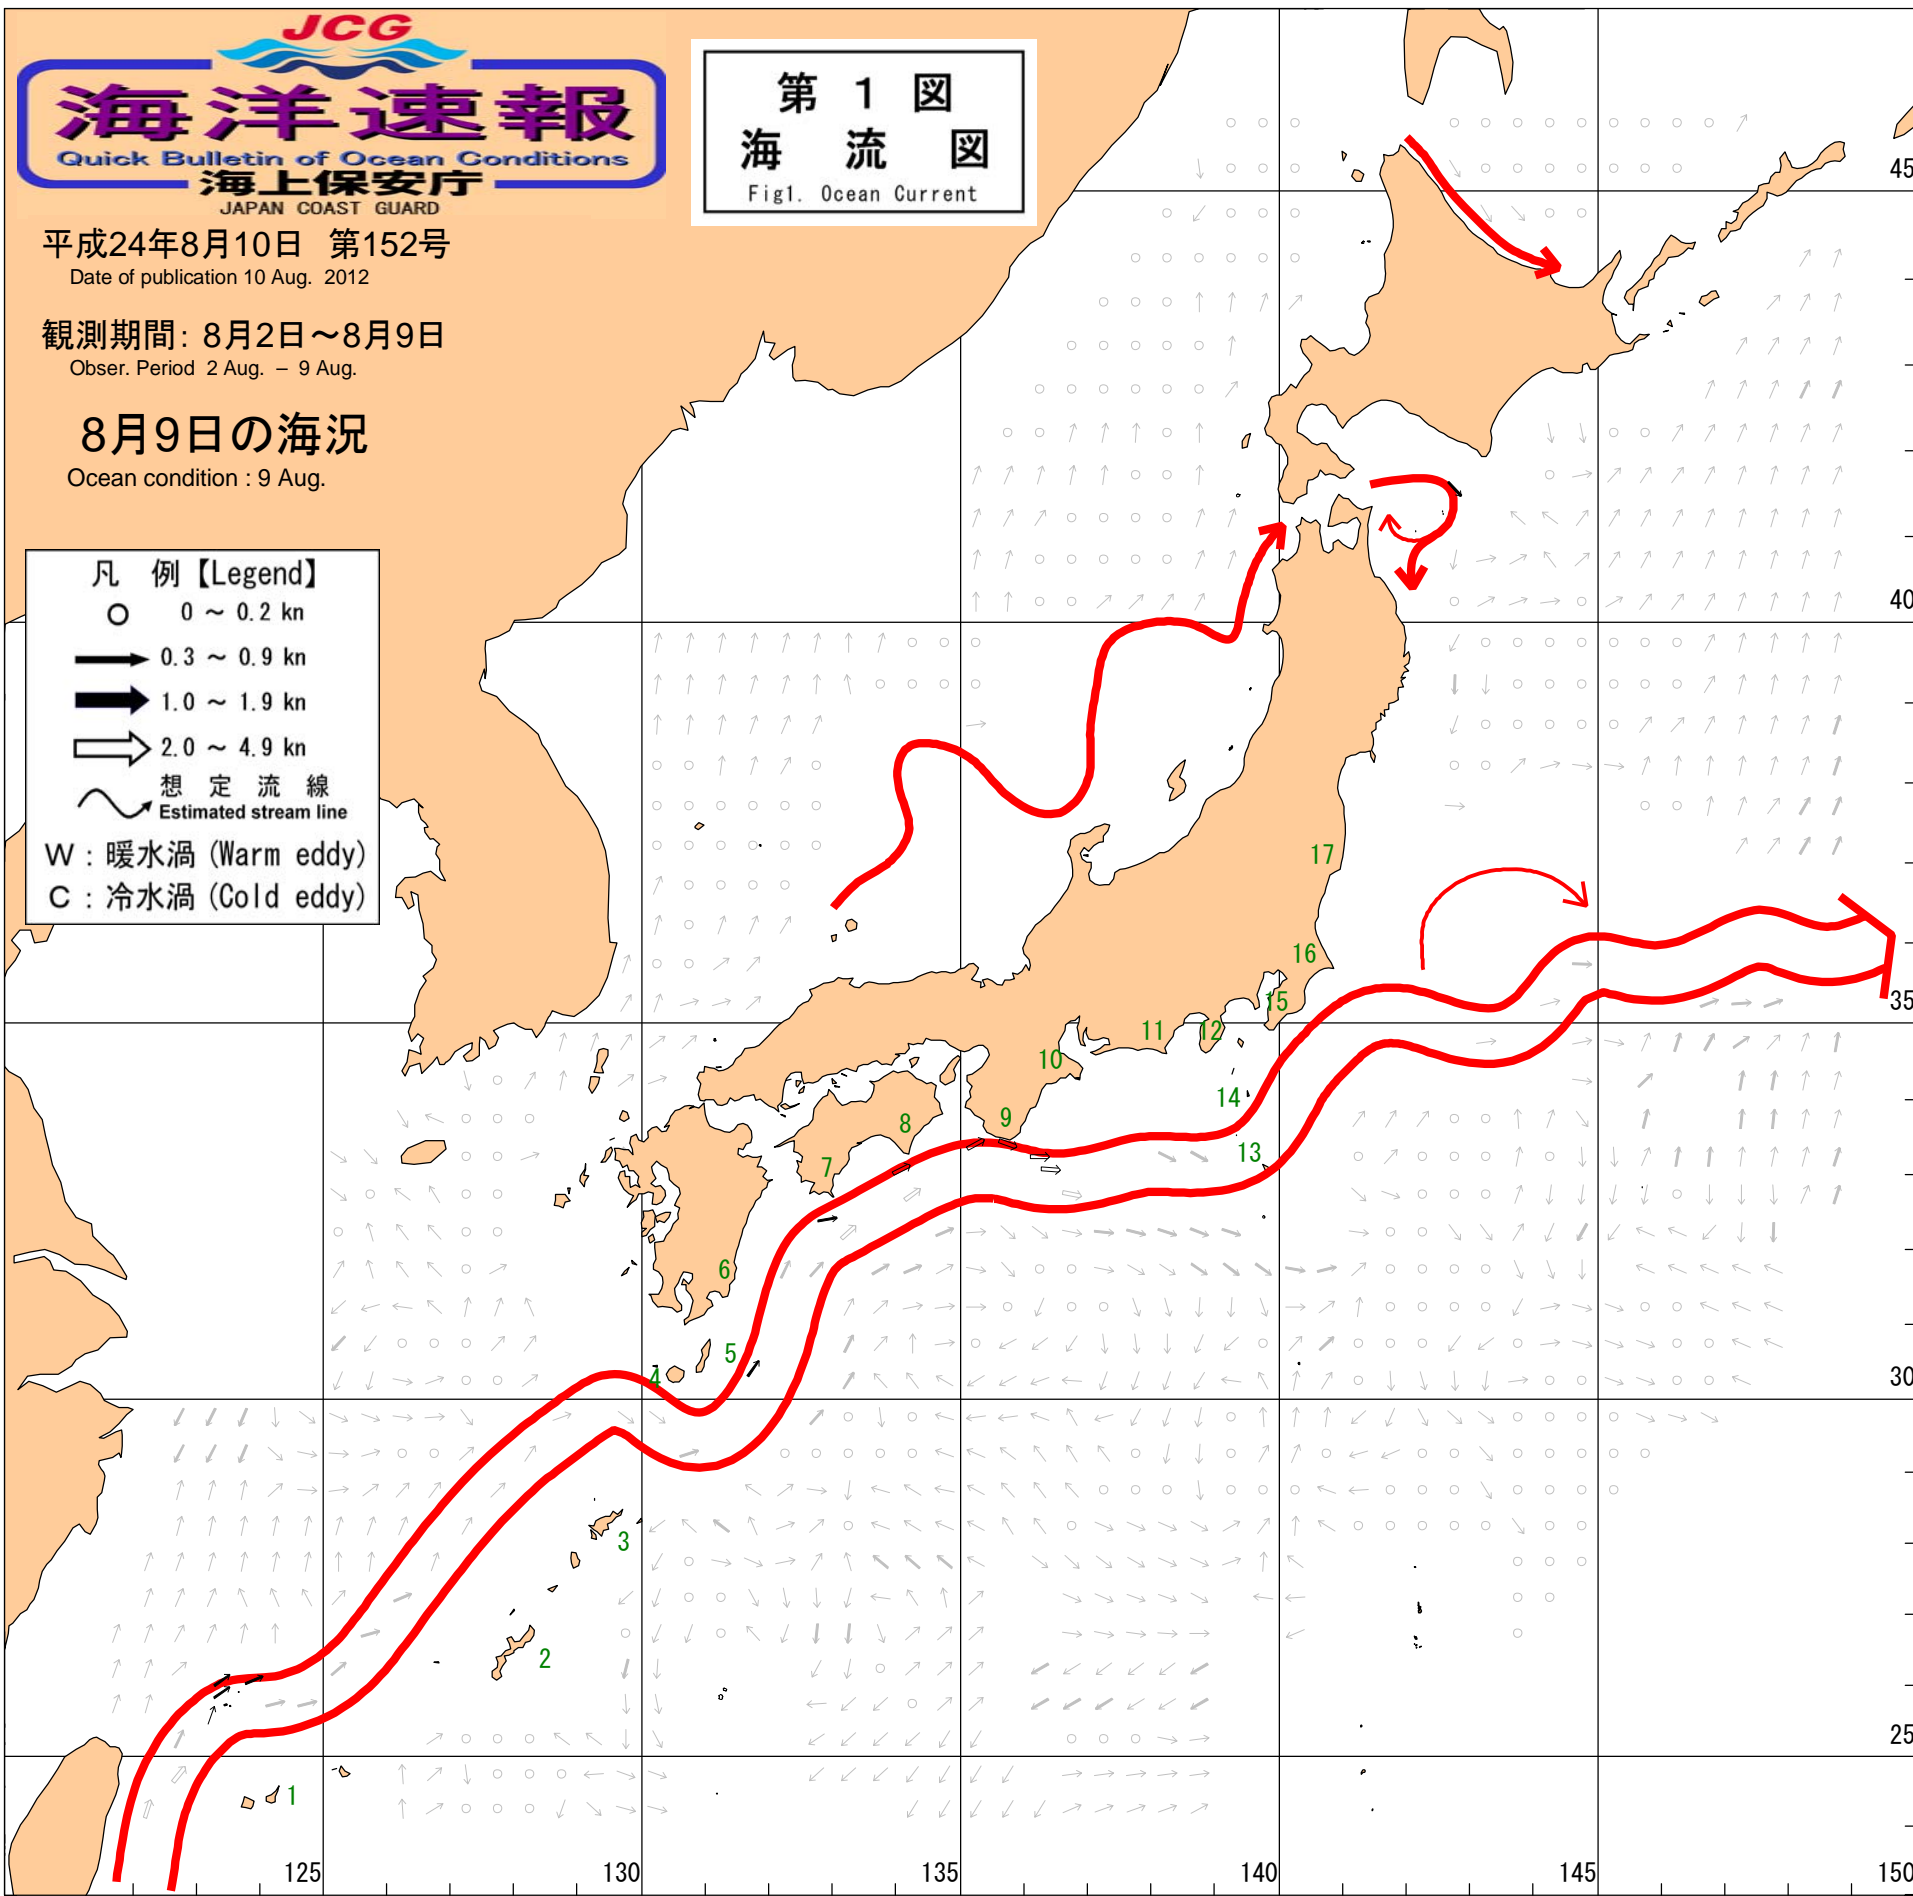 JCG
海洋速報
Quick Bulletin of Ocean Conditions
海上保安庁
JAPAN COAST GUARD
第 1 図
海 流 図
Fig1. Ocean Current
平成24年8月10日 第152号
Date of publication 10 Aug. 2012
観測期間: 8月2日～8月9日
Obser. Period 2 Aug. – 9 Aug.
8月9日の海況
Ocean condition : 9 Aug.
凡 例【Legend】
0 ～ 0.2 kn
0.3 ～ 0.9 kn
1.0 ～ 1.9 kn
2.0 ～ 4.9 kn
想 定 流 線
Estimated stream line
W : 暖水渦 (Warm eddy)
C : 冷水渦 (Cold eddy)
45
40
17
16
35
15
11
12
10
14
9
8
13
7
6
5
4
30
3
2
25
1
125
130
135
140
145
150